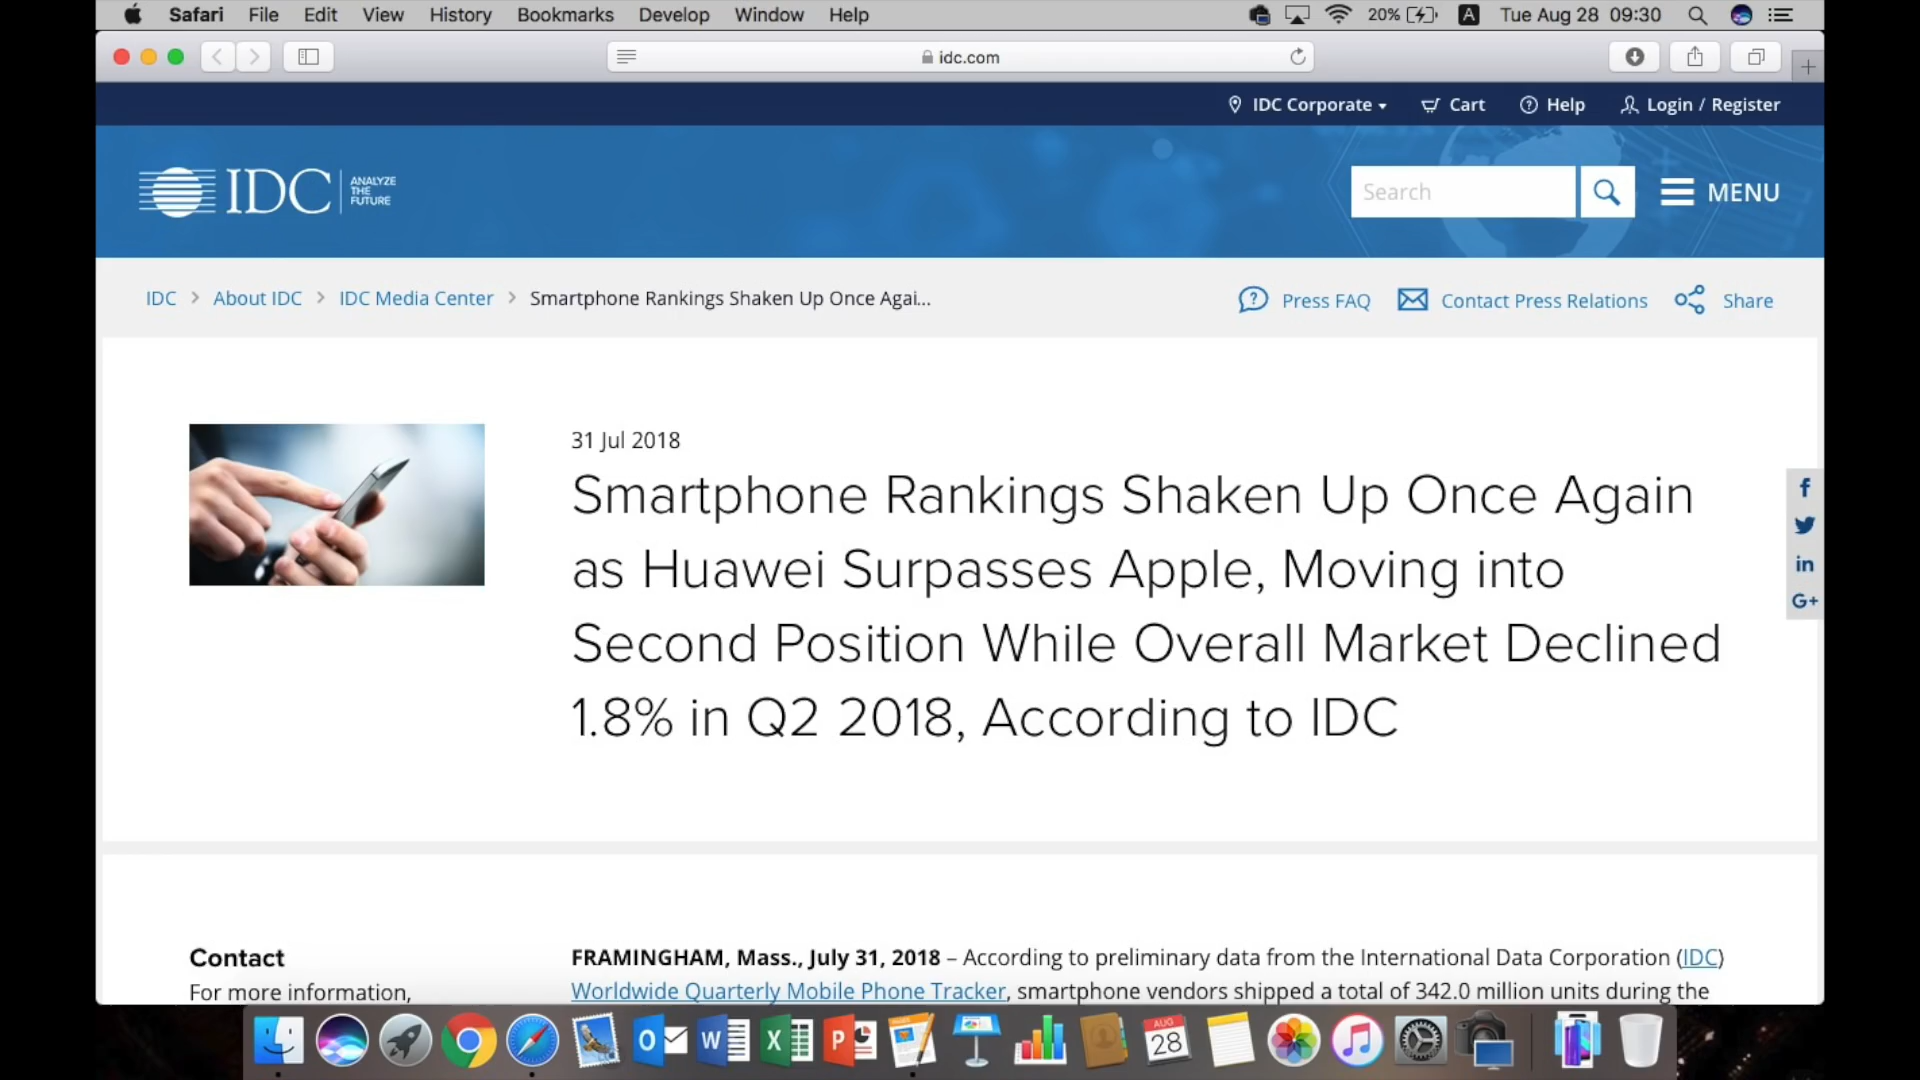 Safari File Edit View History Bookmarks Develop Window Help 20% A Tue Aug 28 09:30
idc.com
IDC Corporate Cart Help Login / Register
IDC ANALYZE THE FUTURE
Search MENU
IDC > About IDC > IDC Media Center > Smartphone Rankings Shaken Up Once Agai...
Press FAQ Contact Press Relations Share
31 Jul 2018
Smartphone Rankings Shaken Up Once Again
as Huawei Surpasses Apple, Moving into
Second Position While Overall Market Declined
1.8% in Q2 2018, According to IDC
f
in
G+
Contact
For more information,
FRAMINGHAM, Mass., July 31, 2018 – According to preliminary data from the International Data Corporation (IDC)
Worldwide Quarterly Mobile Phone Tracker, smartphone vendors shipped a total of 342.0 million units during the
O W X P AUG 28